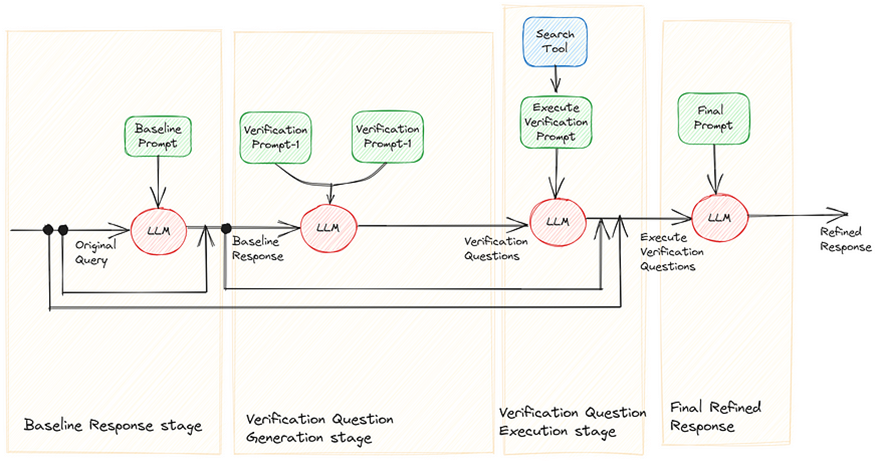 Search
Tool
Baseline
Prompt
Verification
Prompt-1
Verification
Prompt-1
Execute
Verification
Prompt
Final
Prompt
LLM
LLM
LLM
LLM
Original
Query
Baseline
Response
Verification
Questions
Execute
Verification
Questions
Refined
Response
Baseline Response stage
Verification Question
Generation stage
Verification Question
Execution stage
Final Refined
Response